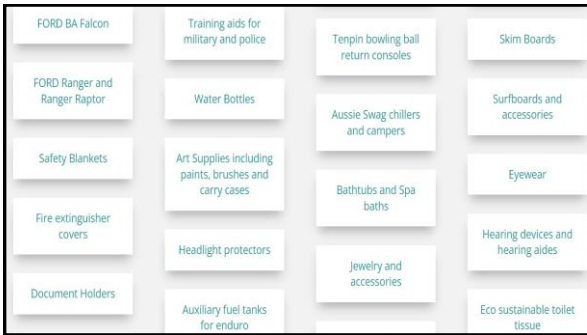 FORD BA Falcon
FORD Ranger and
Ranger Raptor
Safety Blankets
Fire extinguisher
covers
Document Holders
Training aids for
military and police
Water Bottles
Art Supplies including
paints, brushes and
carry cases
Headlight protectors
Auxiliary fuel tanks
for enduro
Tenpin bowling ball
return consoles
Aussie Swag chillers
and campers
Bathtubs and Spa
baths
Jewelry and
accessories
Skim Boards
Surfboards and
accessories
Eyewear
Hearing devices and
hearing aides
Eco sustainable toilet
tissue